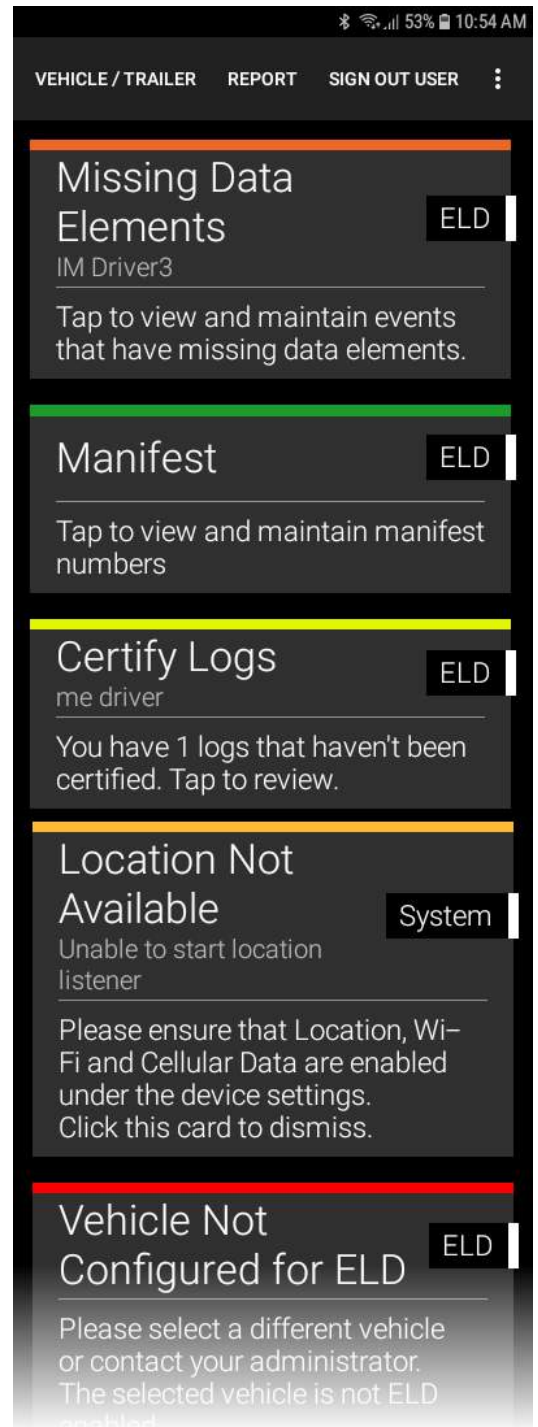 53% 10:54 AM
VEHICLE / TRAILER REPORT SIGN OUT USER
Missing Data
Elements
ELD
IM Driver3
Tap to view and maintain events
that have missing data elements.
Manifest
ELD
Tap to view and maintain manifest
numbers
Certify Logs
ELD
me driver
You have 1 logs that haven't been
certified. Tap to review.
Location Not
Available
System
Unable to start location
listener
Please ensure that Location, Wi–
Fi and Cellular Data are enabled
under the device settings.
Click this card to dismiss.
Vehicle Not
Configured for ELD
ELD
Please select a different vehicle
or contact your administrator.
The selected vehicle is not ELD